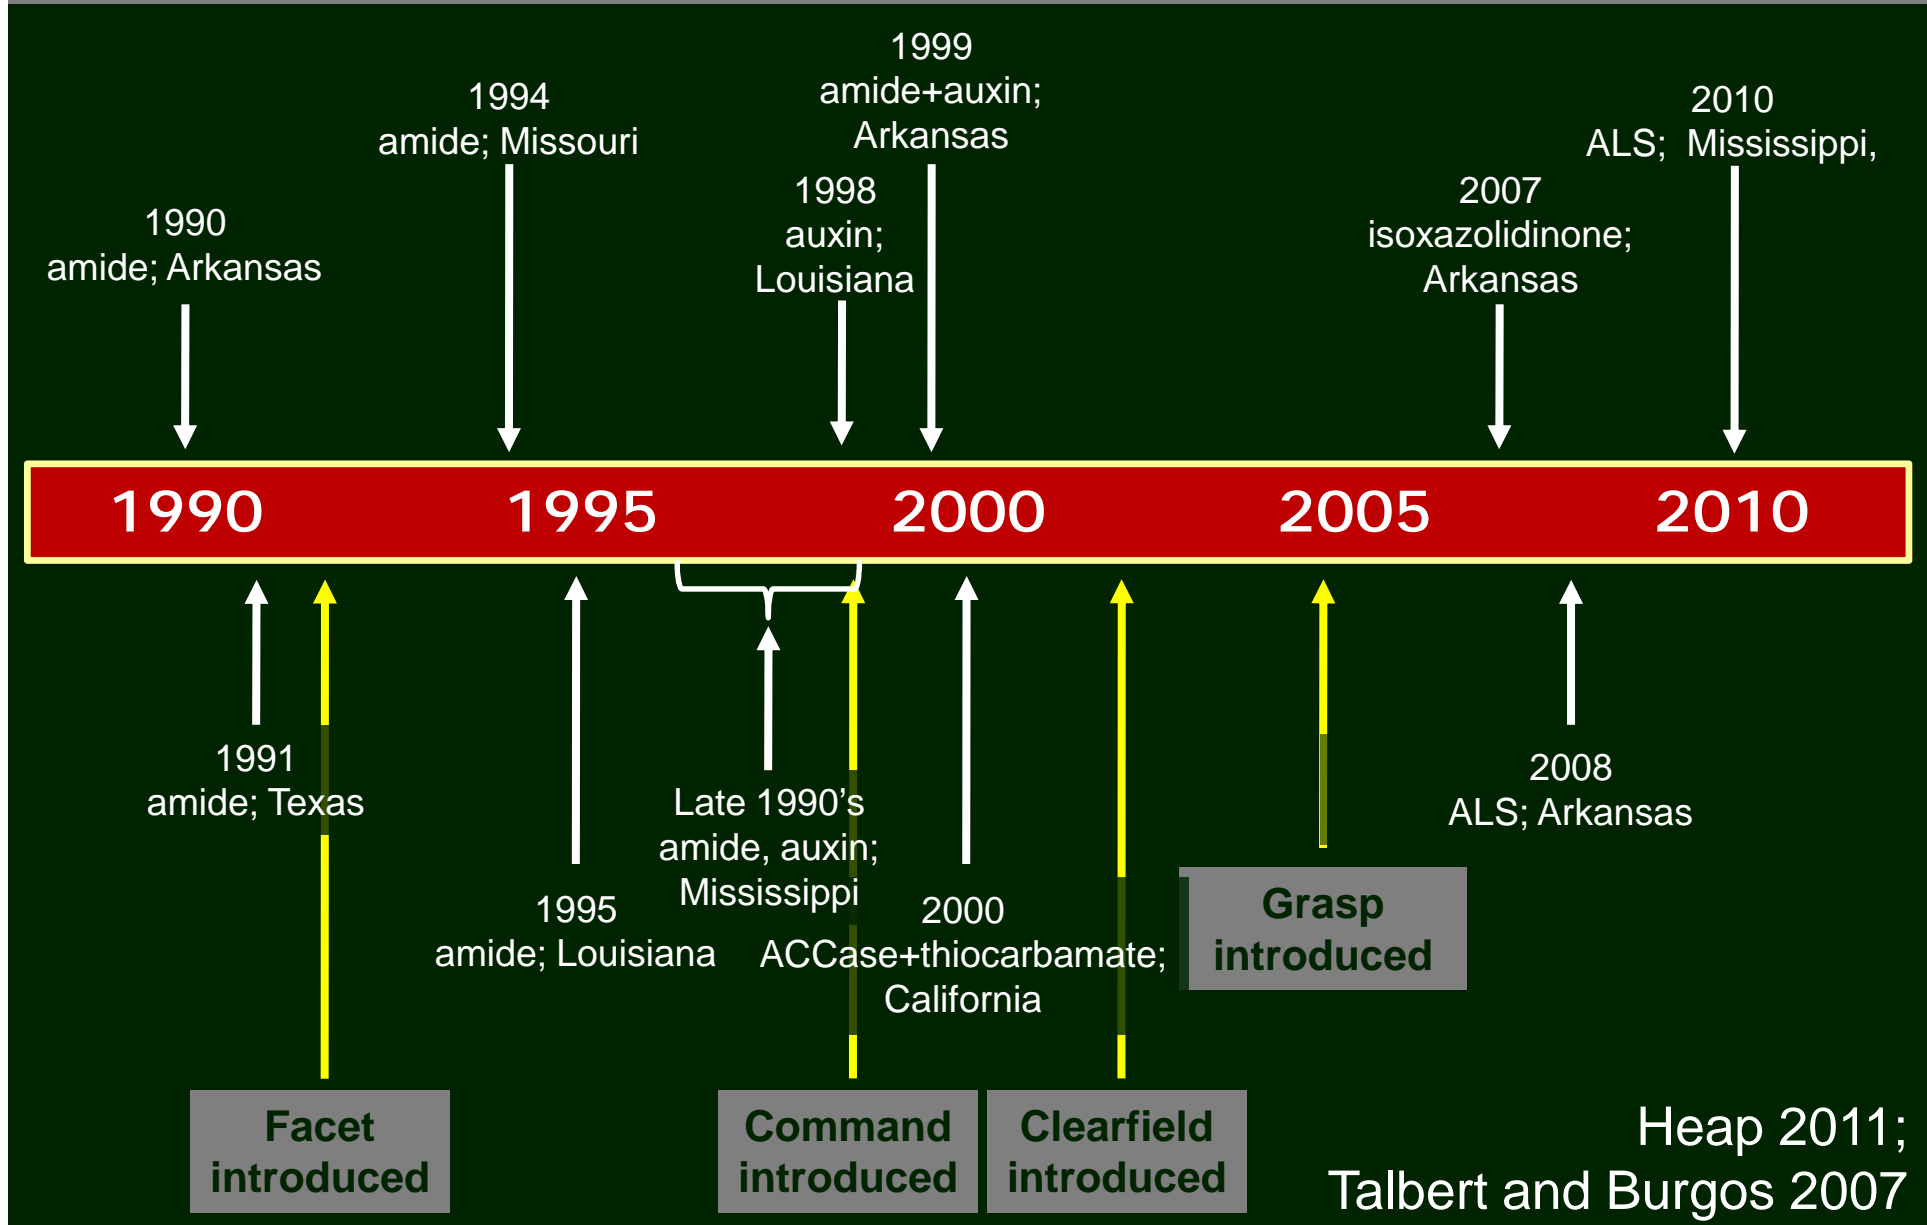 1990
amide; Arkansas
1994
amide; Missouri
1998
auxin;
Louisiana
1999
amide+auxin;
Arkansas
2007
isoxazolidinone;
Arkansas
2010
ALS;  Mississippi,
1990 1995 2000 2005 2010
1991
amide; Texas
1995
amide; Louisiana
Late 1990’s
amide, auxin;
Mississippi
2000
ACCase+thiocarbamate;
California
2008
ALS; Arkansas
Facet
introduced
Command
introduced
Clearfield
introduced
Grasp
introduced
Heap 2011;
Talbert and Burgos 2007